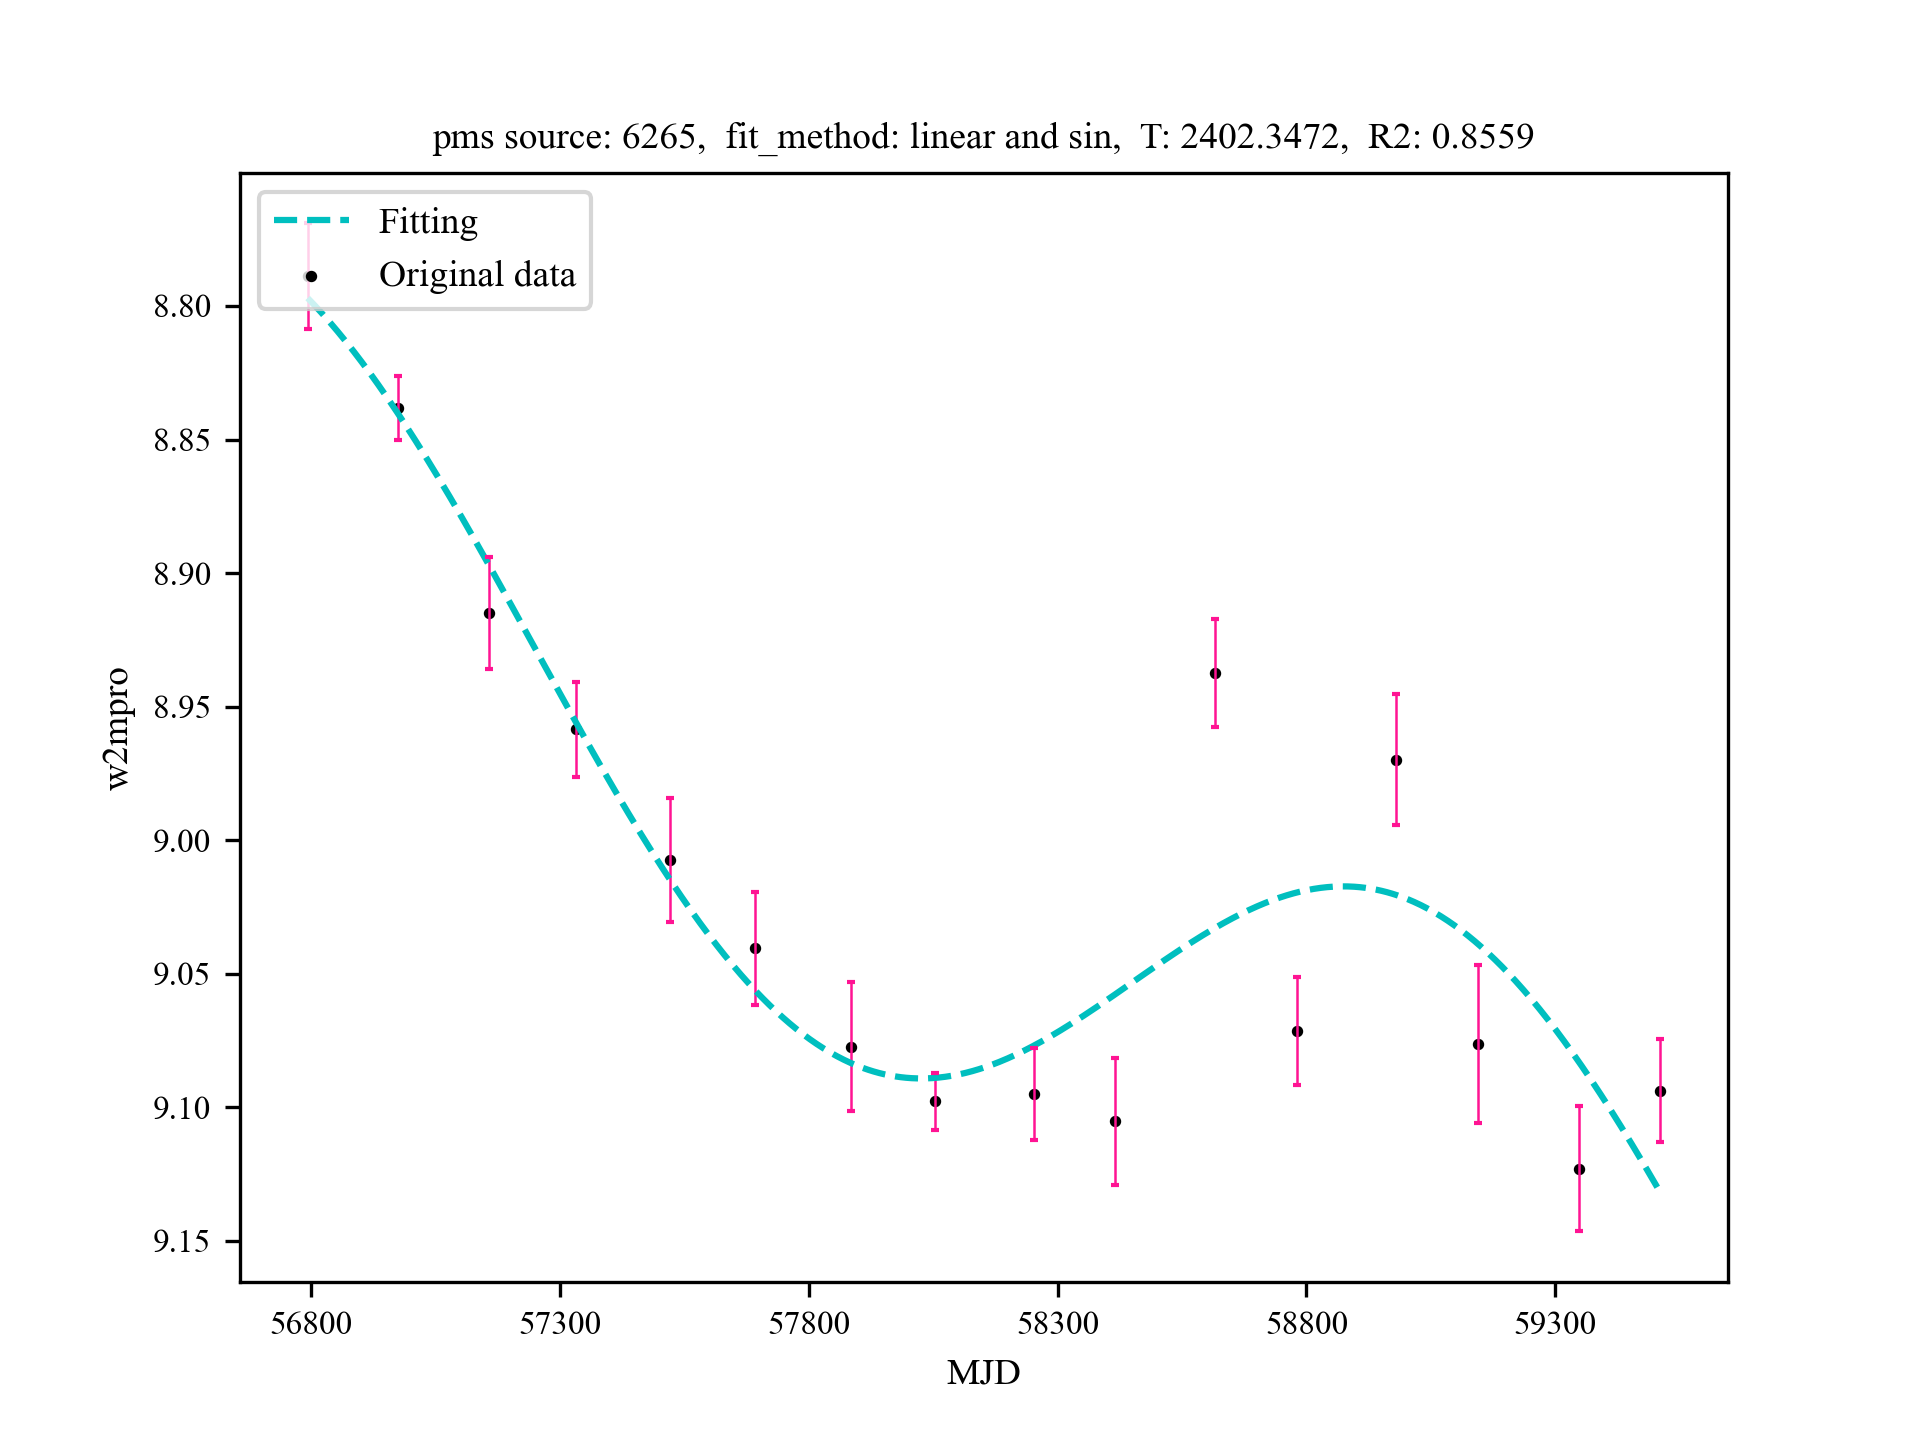 pms source: 6265, fit_method: linear and sin, T: 2402.3472, R2: 0.8559
Fitting
Original data
8.80
8.85
8.90
8.95
9.00
9.05
9.10
9.15
w2mpro
56800 57300 57800 58300 58800 59300
MJD